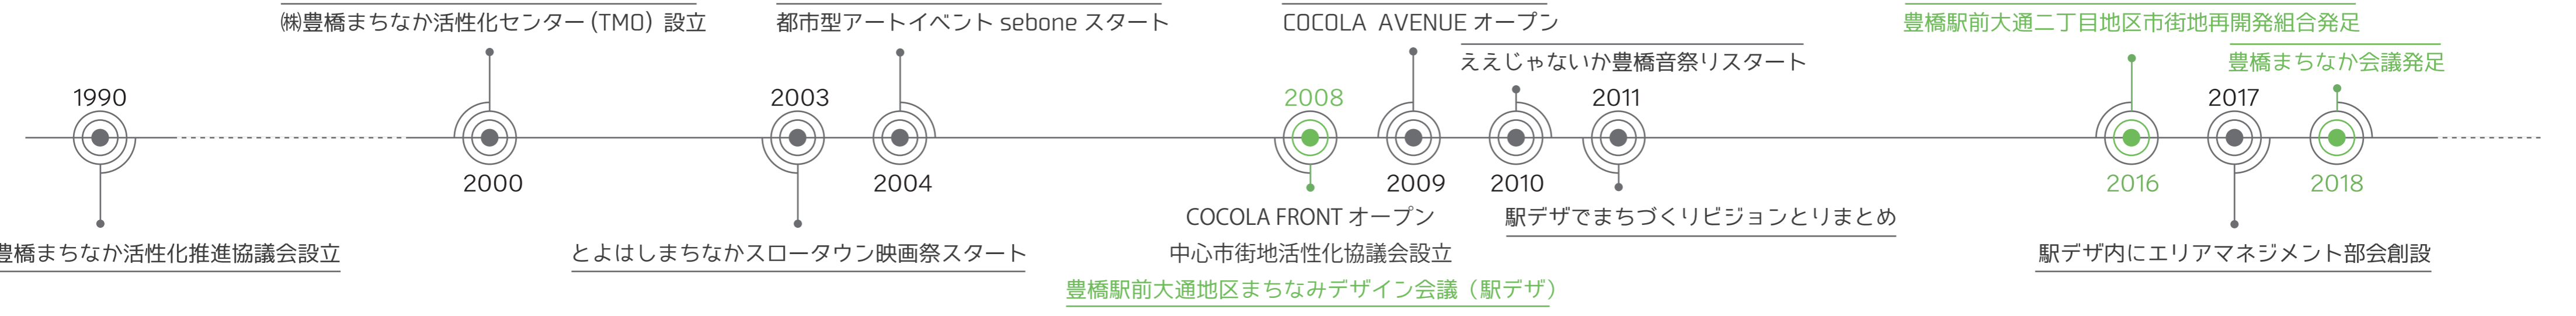 1990
豊橋まちなか活性化推進協議会設立
㈱豊橋まちなか活性化センター (TMO) 設立
2000
2003
とよはしまちなかスロータウン映画祭スタート
都市型アートイベント sebone スタート
2004
2008
COCOLA FRONT オープン
中心市街地活性化協議会設立
豊橋駅前大通地区まちなみデザイン会議（駅デザ）
COCOLA AVENUE オープン
2009
ええじゃないか豊橋音祭りスタート
2010
2011
駅デザでまちづくりビジョンとりまとめ
豊橋駅前大通二丁目地区市街地再開発組合発足
2016
2017
駅デザ内にエリアマネジメント部会創設
豊橋まちなか会議発足
2018